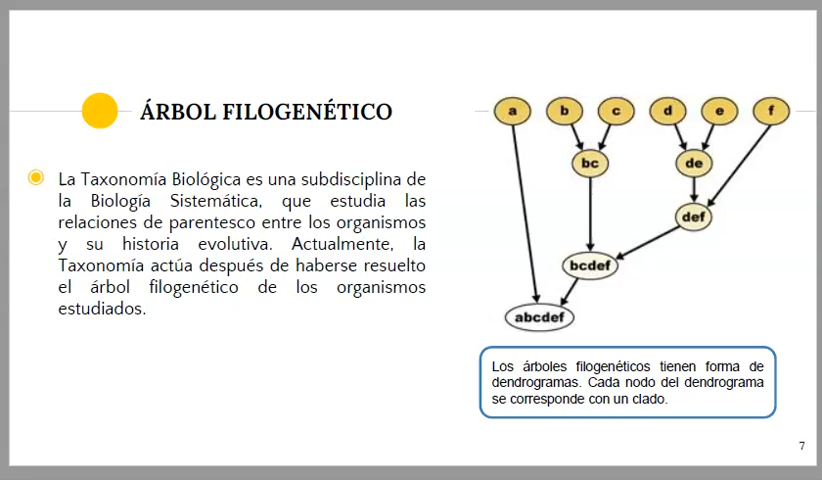 ÁRBOL FILOGENÉTICO
La Taxonomía Biológica es una subdisciplina de
la Biología Sistemática, que estudia las
relaciones de parentesco entre los organismos
y su historia evolutiva. Actualmente, la
Taxonomía actúa después de haberse resuelto
el árbol filogenético de los organismos
estudiados.
a b c d e f
bc de
def
bcdef
abcdef
Los árboles filogenéticos tienen forma de
dendrogramas. Cada nodo del dendrograma
se corresponde con un clado.
7